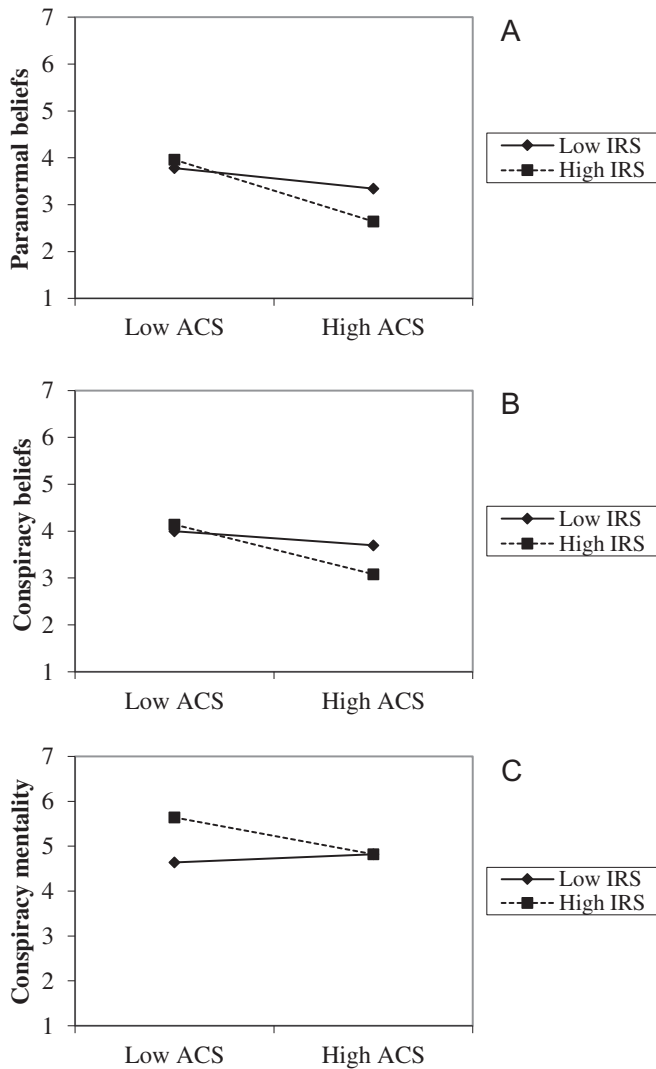 A
7
6
5
4
3
2
1
Paranormal beliefs
Low ACS High ACS
Low IRS
High IRS
B
7
6
5
4
3
2
1
Conspiracy beliefs
Low ACS High ACS
Low IRS
High IRS
C
7
6
5
4
3
2
1
Conspiracy mentality
Low ACS High ACS
Low IRS
High IRS